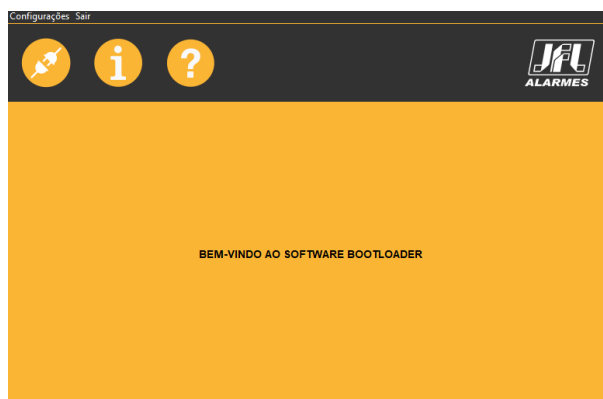 Configurações Sair
i ?
JFL
ALARMES
BEM-VINDO AO SOFTWARE BOOTLOADER